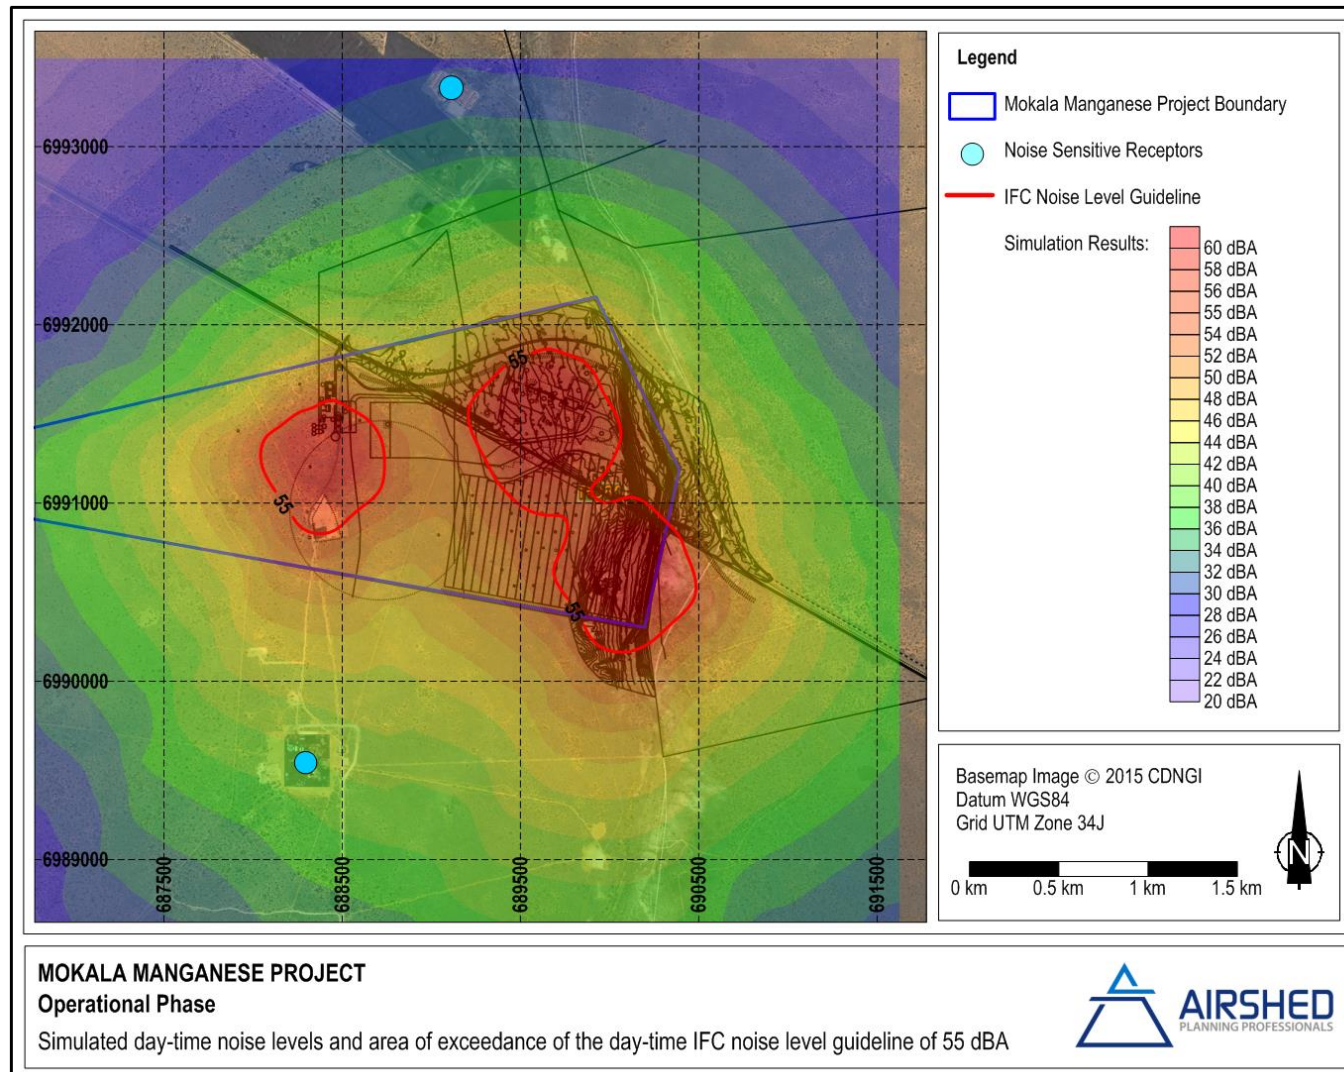 6993000
6992000
6991000
6990000
6989000
687500
688500
689500
690500
691500
55
55
55
Legend
Mokala Manganese Project Boundary
Noise Sensitive Receptors
IFC Noise Level Guideline
Simulation Results:
60 dBA
58 dBA
56 dBA
55 dBA
54 dBA
52 dBA
50 dBA
48 dBA
46 dBA
44 dBA
42 dBA
40 dBA
38 dBA
36 dBA
34 dBA
32 dBA
30 dBA
28 dBA
26 dBA
24 dBA
22 dBA
20 dBA
Basemap Image © 2015 CDNGI
Datum WGS84
Grid UTM Zone 34J
0 km 0.5 km 1 km 1.5 km
N
MOKALA MANGANESE PROJECT
Operational Phase
Simulated day-time noise levels and area of exceedance of the day-time IFC noise level guideline of 55 dBA
AIRSHED
PLANNING PROFESSIONALS